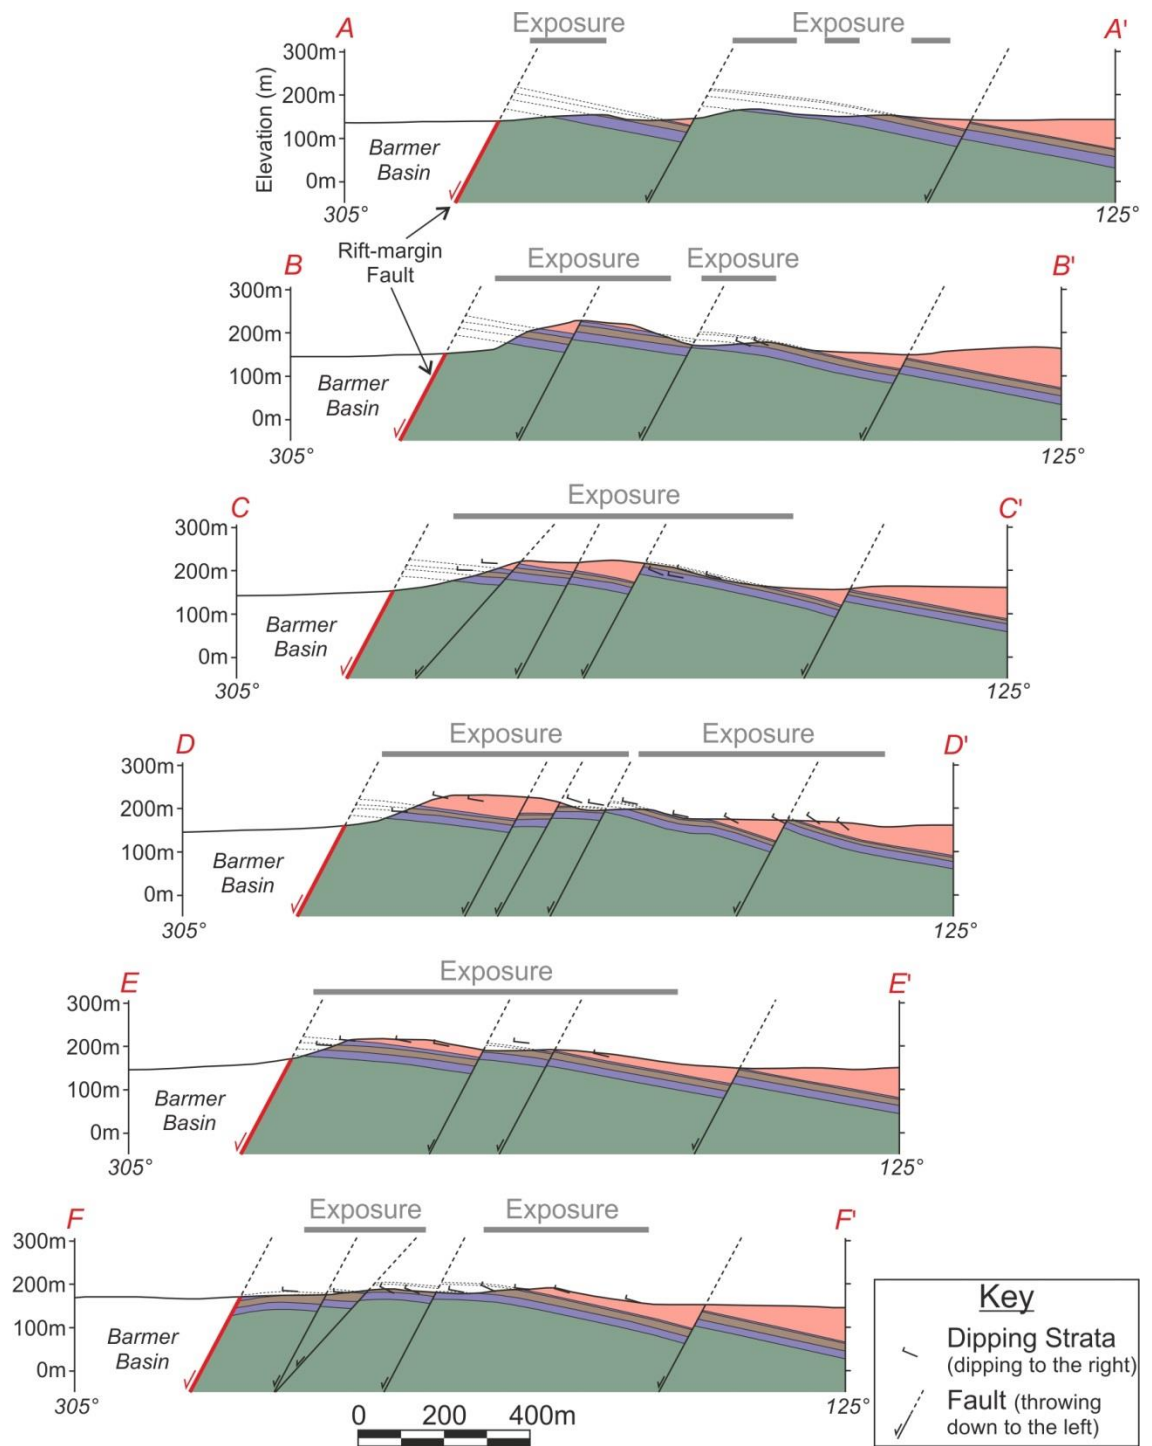 A Exposure Exposure A'
300m
200m
100m
0m
Elevation (m)
Barmer
Basin
305° 125°
Rift-margin
Fault
B Exposure Exposure B'
300m
200m
100m
0m
Barmer
Basin
305° 125°
C Exposure C'
300m
200m
100m
0m
Barmer
Basin
305° 125°
D Exposure Exposure D'
300m
200m
100m
0m
Barmer
Basin
305° 125°
E Exposure E'
300m
200m
100m
0m
Barmer
Basin
305° 125°
F Exposure Exposure F'
300m
200m
100m
0m
Barmer
Basin
305° 125°
0 200 400m
Key
Dipping Strata
(dipping to the right)
Fault (throwing
down to the left)